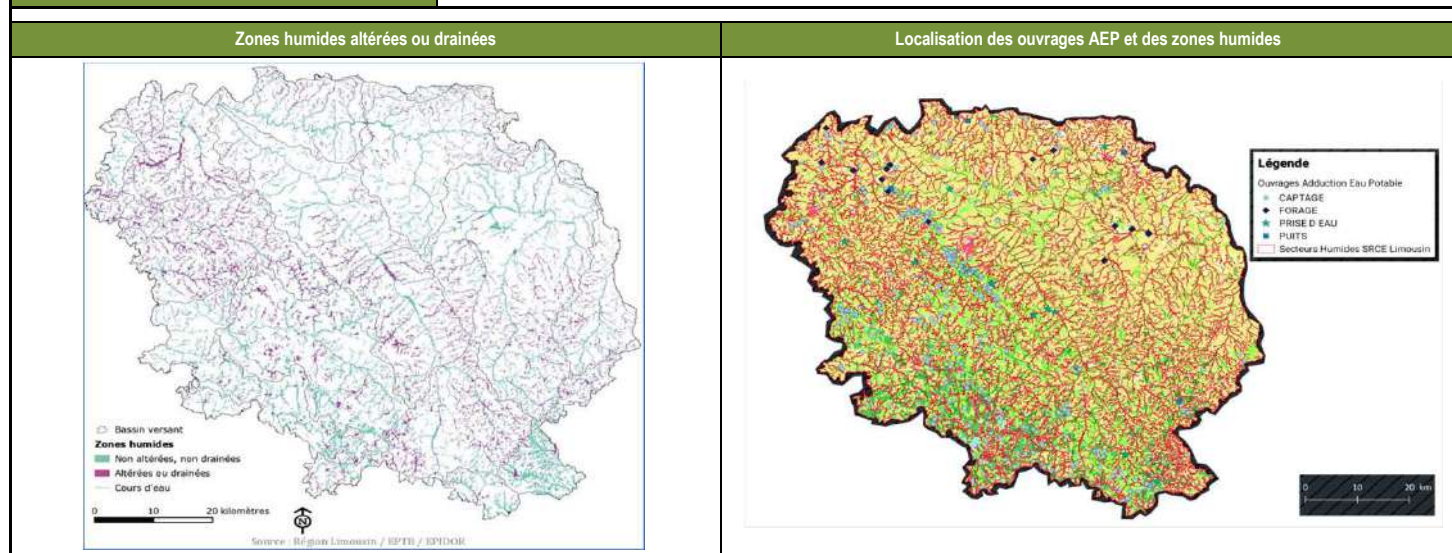 Zones humides altérées ou drainées
Localisation des ouvrages AEP et des zones humides
Bassin versant
Zones humides
Non altérées, non drainées
Altérées ou drainées
Cours d'eau
0 10 20 kilomètres
N
Source : Région Limousin / EPTB / EPIDOR
Légende
Ouvrages Adduction Eau Potable
CAPTAGE
FORAGE
PRISE D EAU
PUITS
Secteurs Humides SRCE Limousin
0 10 20 km